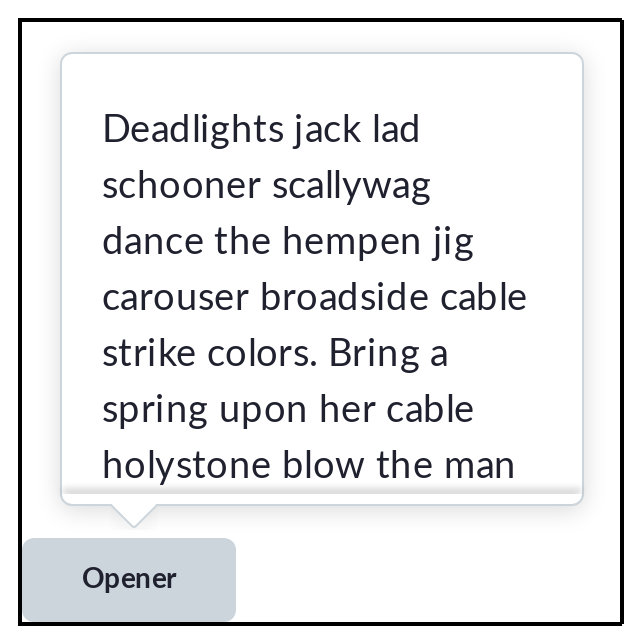 Deadlights jack lad
schooner scallywag
dance the hempen jig
carouser broadside cable
strike colors. Bring a
spring upon her cable
holystone blow the man
Opener